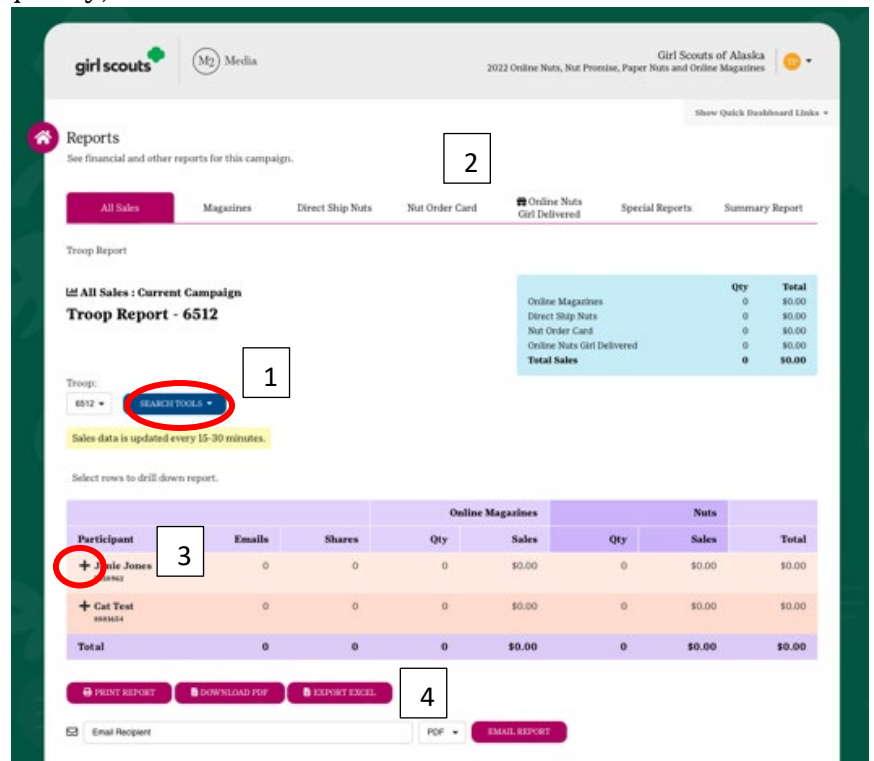 girl scouts
M2 Media
Girl Scouts of Alaska
2022 Online Nuts, Nut Promise, Paper Nuts and Online Magazines
TP
Show Quick Dashboard Links
Reports
See financial and other reports for this campaign.
2
All Sales Magazines Direct Ship Nuts Nut Order Card Online Nuts Girl Delivered Special Reports Summary Report
Troop Report
All Sales : Current Campaign
Troop Report - 6512
Qty Total
Online Magazines 0 $0.00
Direct Ship Nuts 0 $0.00
Nut Order Card 0 $0.00
Online Nuts Girl Delivered 0 $0.00
Total Sales 0 $0.00
1
Troop:
6512 SEARCH TOOLS
Sales data is updated every 15-30 minutes.
Select rows to drill down report.
Online Magazines Nuts
Participant Emails Shares Qty Sales Qty Sales Total
3
+ Janie Jones 0 0 0 $0.00 0 $0.00 $0.00
+ Cat Test 0 0 0 $0.00 0 $0.00 $0.00
Total 0 0 0 $0.00 0 $0.00 $0.00
PRINT REPORT DOWNLOAD PDF EXPORT EXCEL
4
Email Recipient PDF EMAIL REPORT